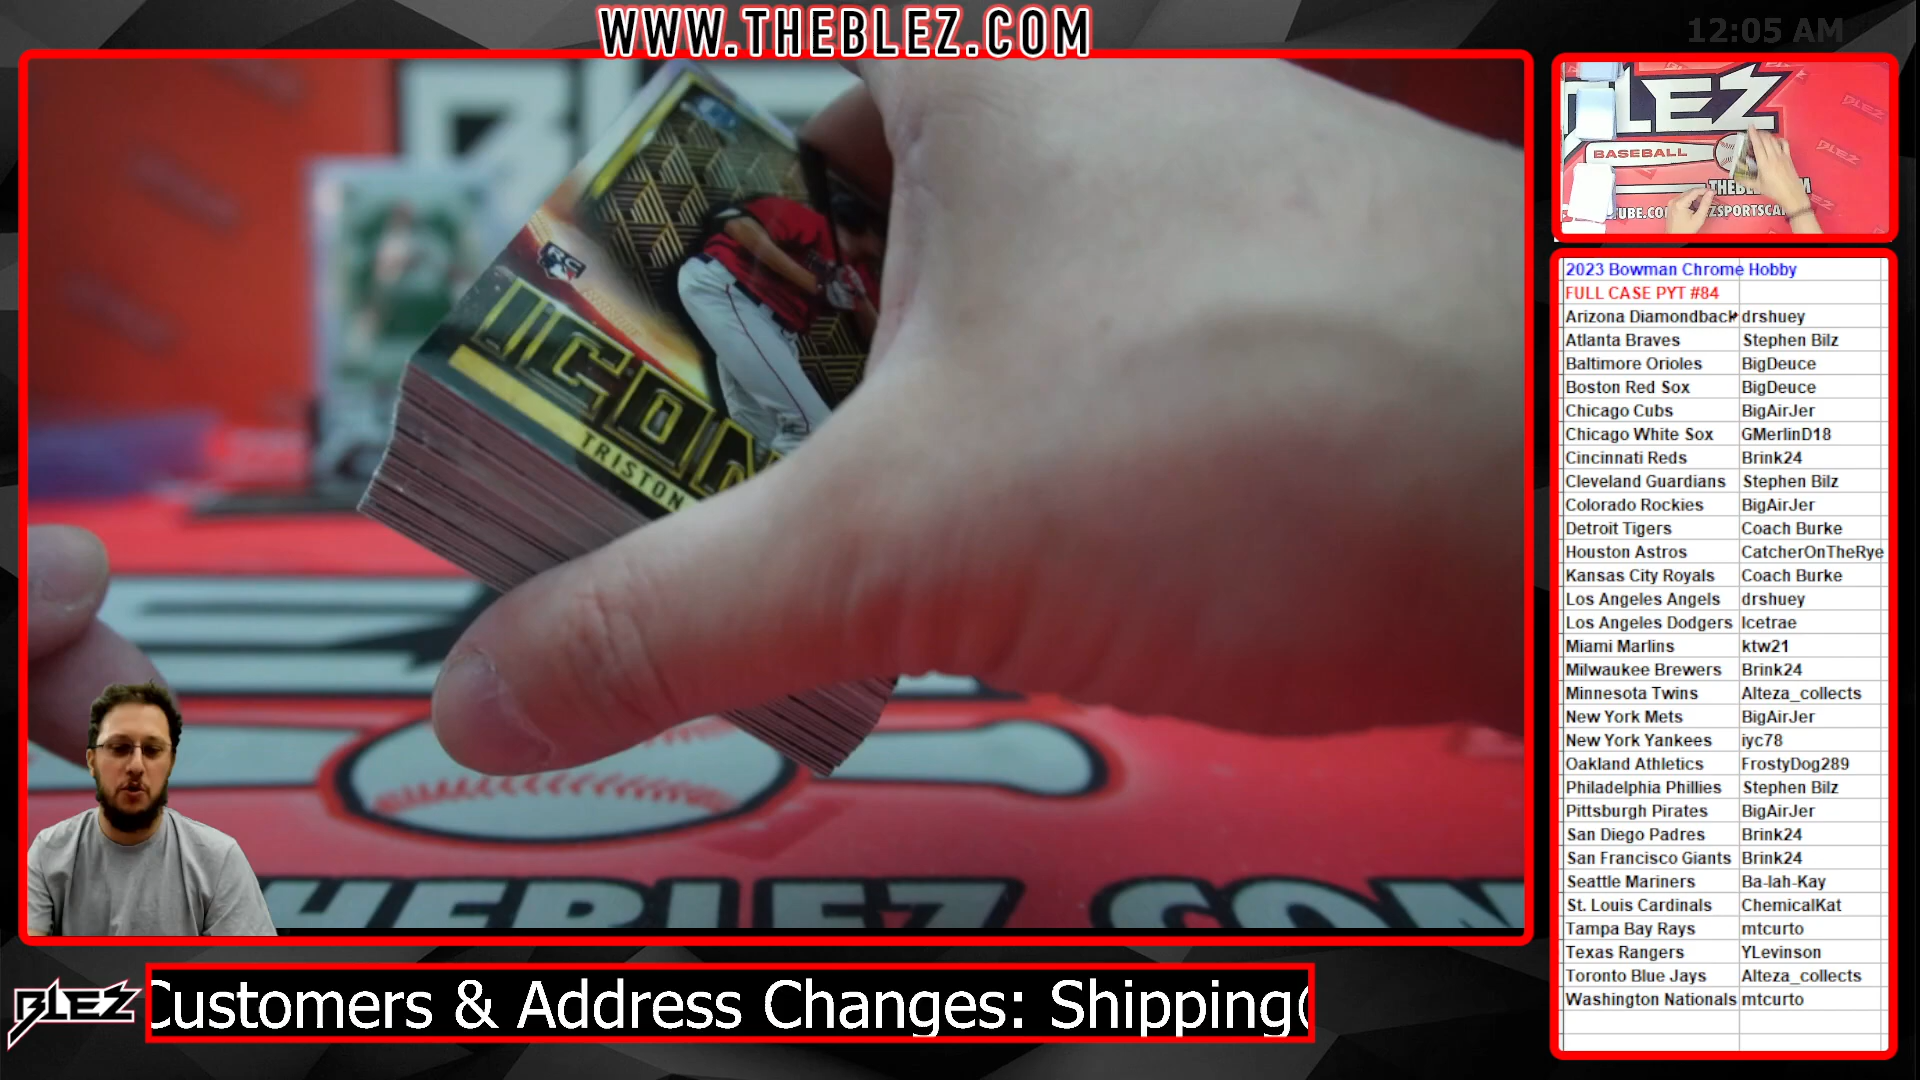 WWW.THEBLEZ.COM
12:05 AM
ICON
TRISTON
RC
LEZ
BASEBALL
BLEZ
2023 Bowman Chrome Hobby
FULL CASE PYT #84
Arizona Diamondback drshuey
Atlanta Braves Stephen Bilz
Baltimore Orioles BigDeuce
Boston Red Sox BigDeuce
Chicago Cubs BigAirJer
Chicago White Sox GMerlinD18
Cincinnati Reds Brink24
Cleveland Guardians Stephen Bilz
Colorado Rockies BigAirJer
Detroit Tigers Coach Burke
Houston Astros CatcherOnTheRye
Kansas City Royals Coach Burke
Los Angeles Angels drshuey
Los Angeles Dodgers Icetrae
Miami Marlins ktw21
Milwaukee Brewers Brink24
Minnesota Twins Alteza_collects
New York Mets BigAirJer
New York Yankees iyc78
Oakland Athletics FrostyDog289
Philadelphia Phillies Stephen Bilz
Pittsburgh Pirates BigAirJer
San Diego Padres Brink24
San Francisco Giants Brink24
Seattle Mariners Ba-lah-Kay
St. Louis Cardinals ChemicalKat
Tampa Bay Rays mtcurto
Texas Rangers YLevinson
Toronto Blue Jays Alteza_collects
Washington Nationals mtcurto
BLEZ
Customers & Address Changes: Shipping@